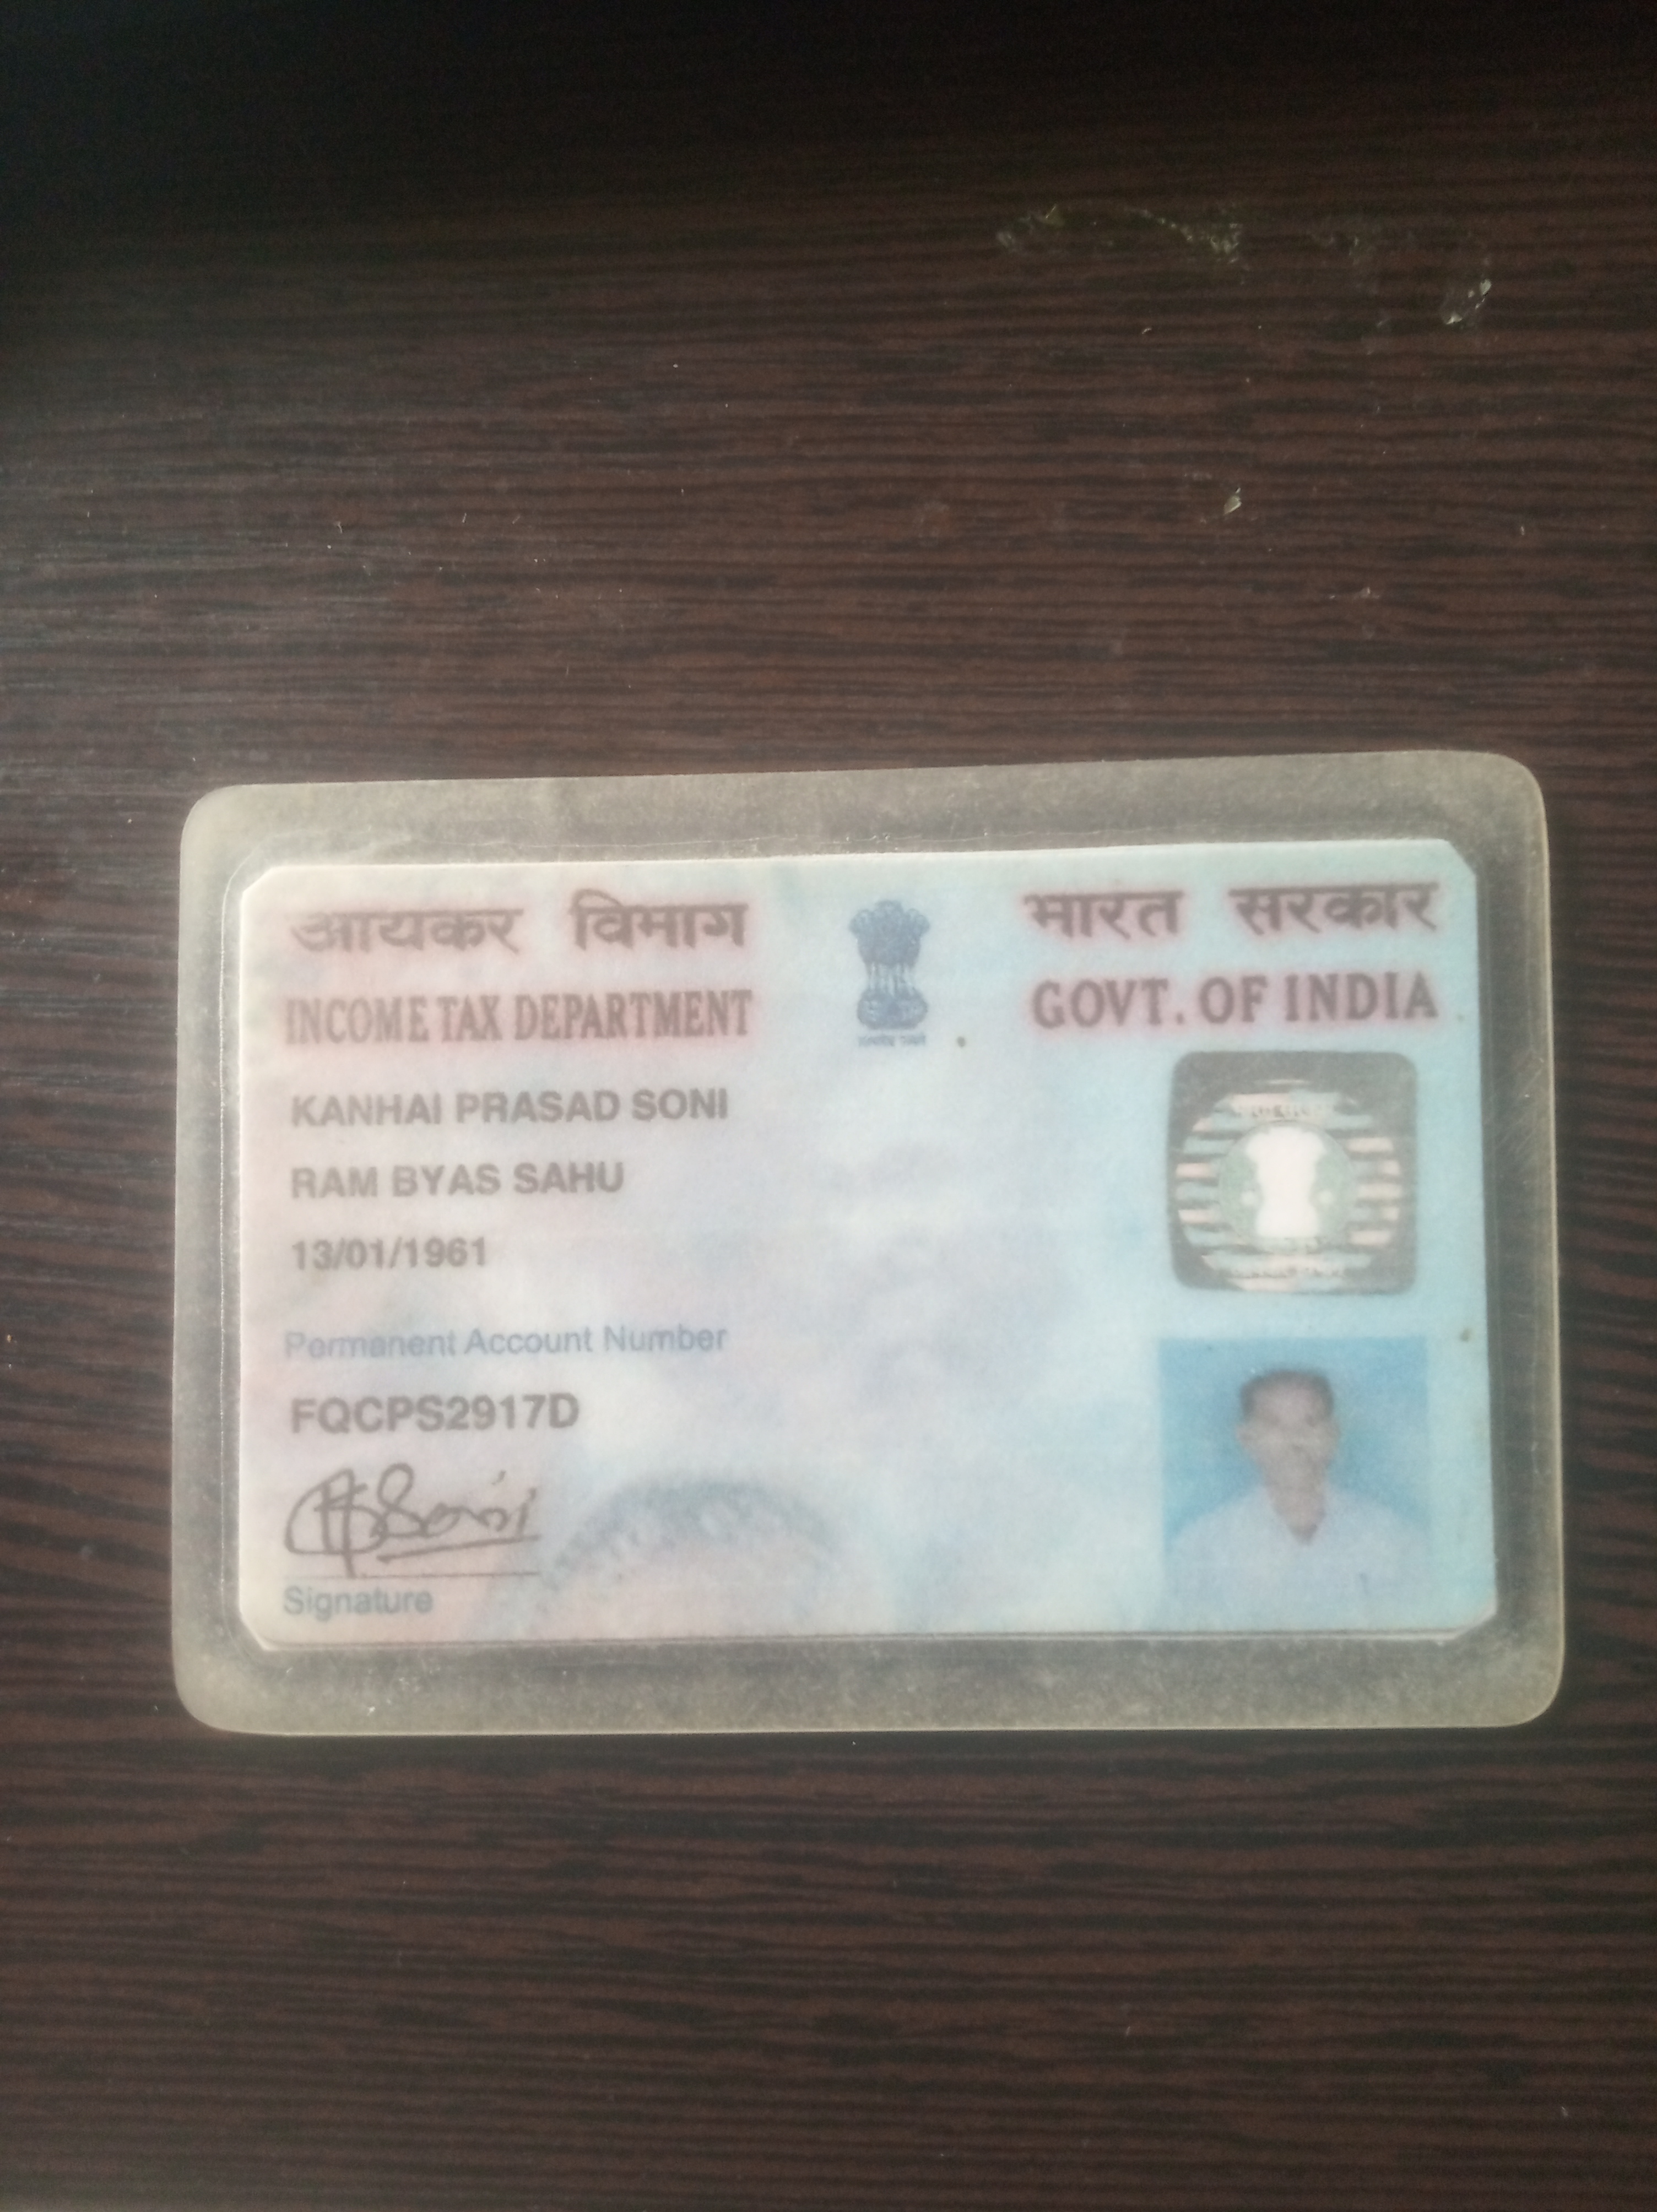 आयकर विभाग
INCOME TAX DEPARTMENT
भारत सरकार
GOVT. OF INDIA
KANHAI PRASAD SONI
RAM BYAS SAHU
13/01/1961
Permanent Account Number
FQCPS2917D
Soni
Signature